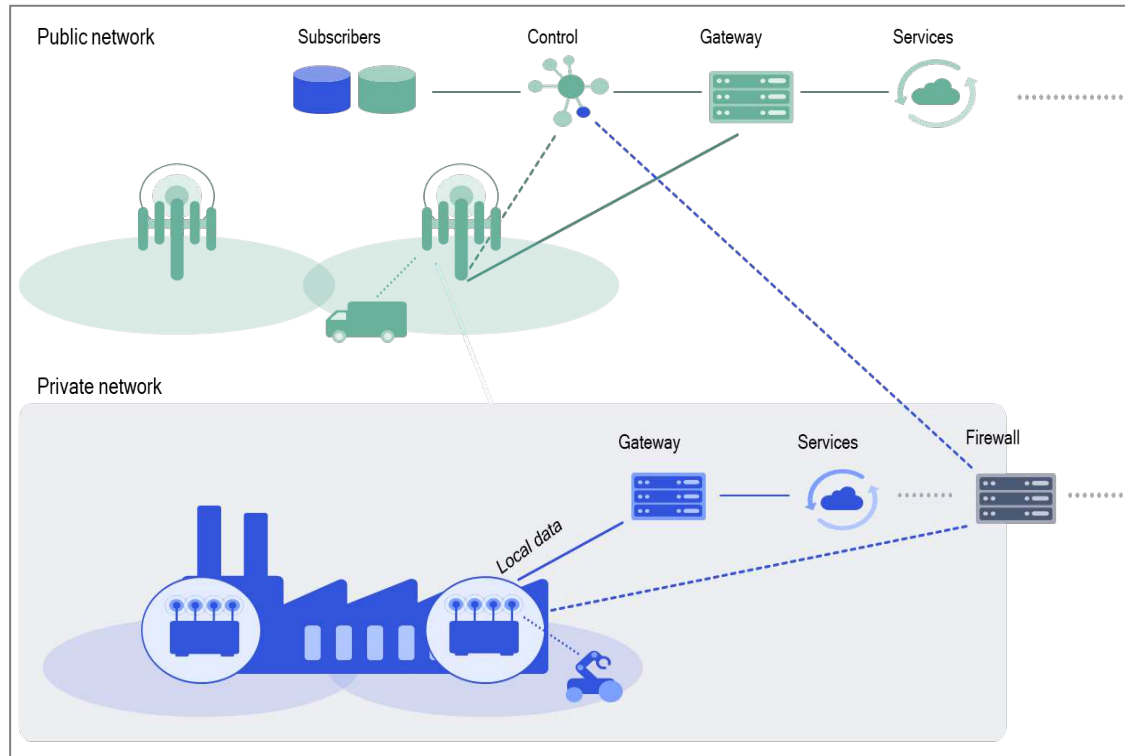 Public network
Subscribers
Control
Gateway
Services
Private network
Gateway
Services
Firewall
Local data